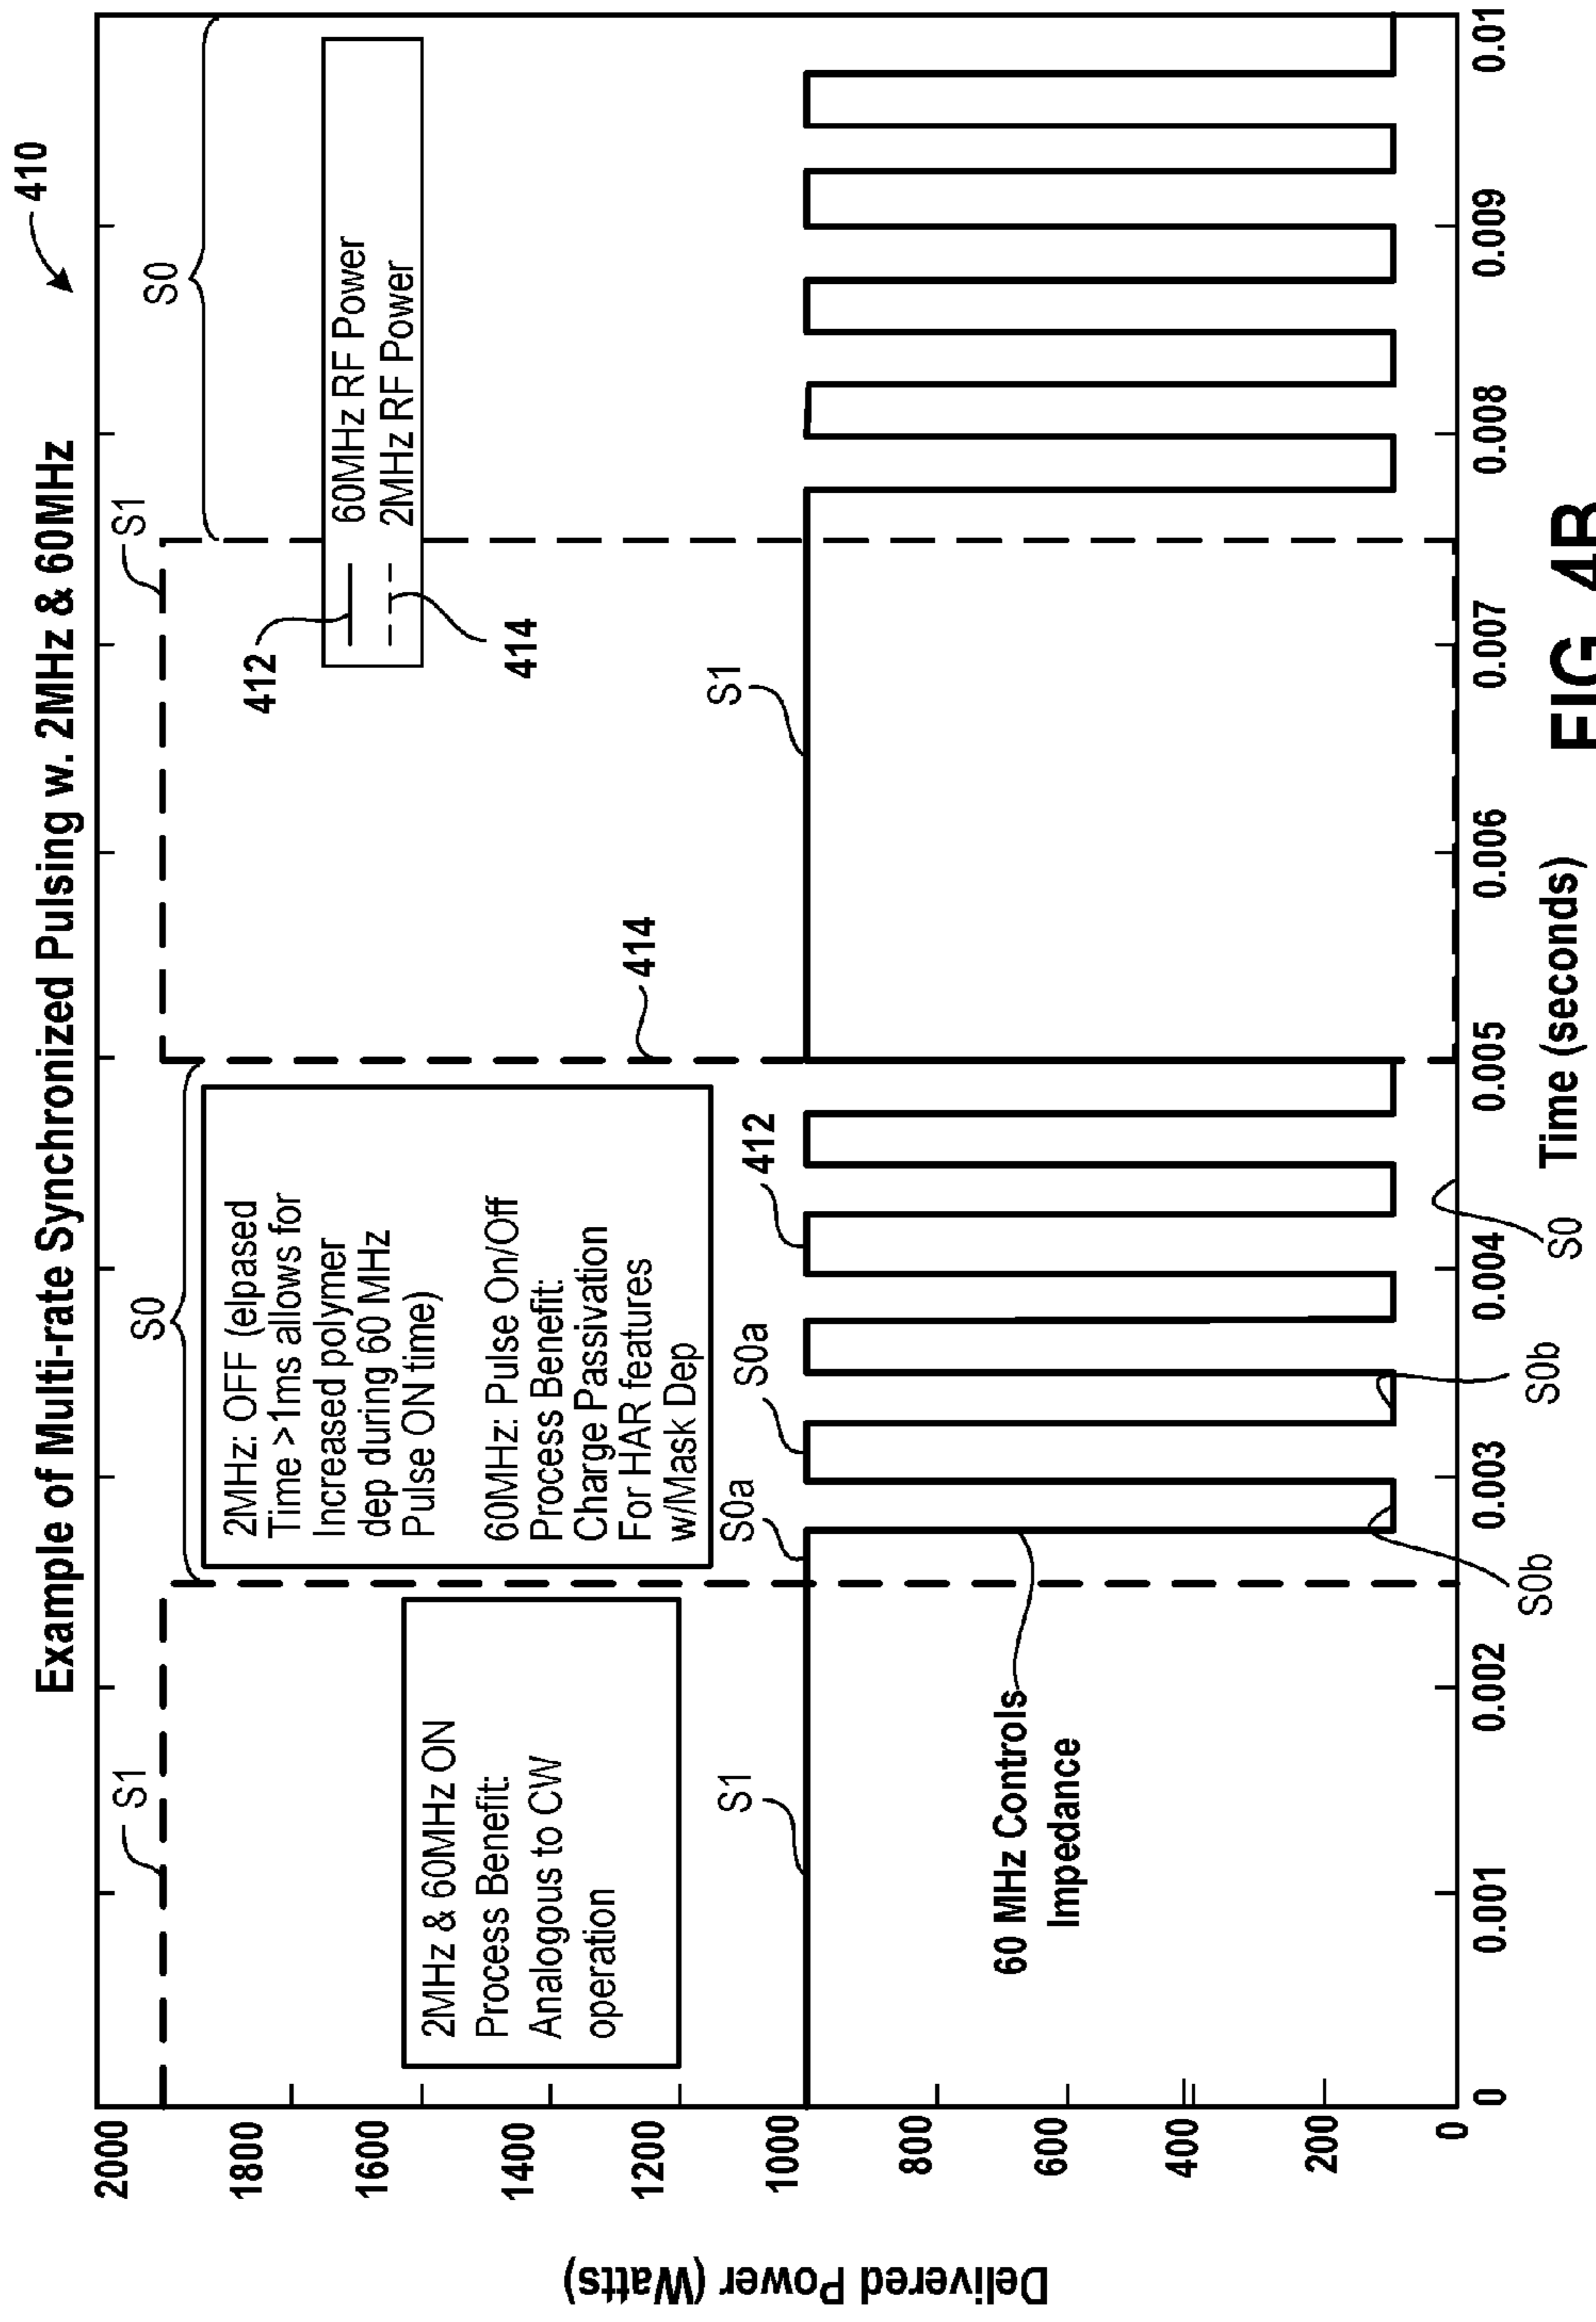 Example of Multi-rate Synchronized Pulsing w. 2MHz & 60MHz
410
S1
S0
S1
S0
2MHz & 60MHz ON
Process Benefit:
Analogous to CW
operation
2MHz: OFF (elpased
Time >1ms allows for
Increased polymer
dep during 60 MHz
Pulse ON time)
60MHz: Pulse On/Off
Process Benefit:
Charge Passivation
For HAR features
w/Mask Dep
412
60MHz RF Power
2MHz RF Power
414
414
S1
S0a
S0a
412
S1
60 MHz Controls
Impedance
S0b
S0b
S0
Delivered Power (Watts)
2000
1800
1600
1400
1200
1000
800
600
400
200
0
0
0.001
0.002
0.003
0.004
0.005
0.006
0.007
0.008
0.009
0.01
Time (seconds)
FIG. 4B